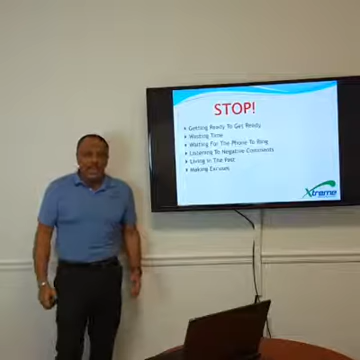 STOP!
Getting Ready To Get Ready
Wasting Time
Waiting For The Phone To Ring
Listening To Negative Comments
Living In The Past
Making Excuses
Xtreme